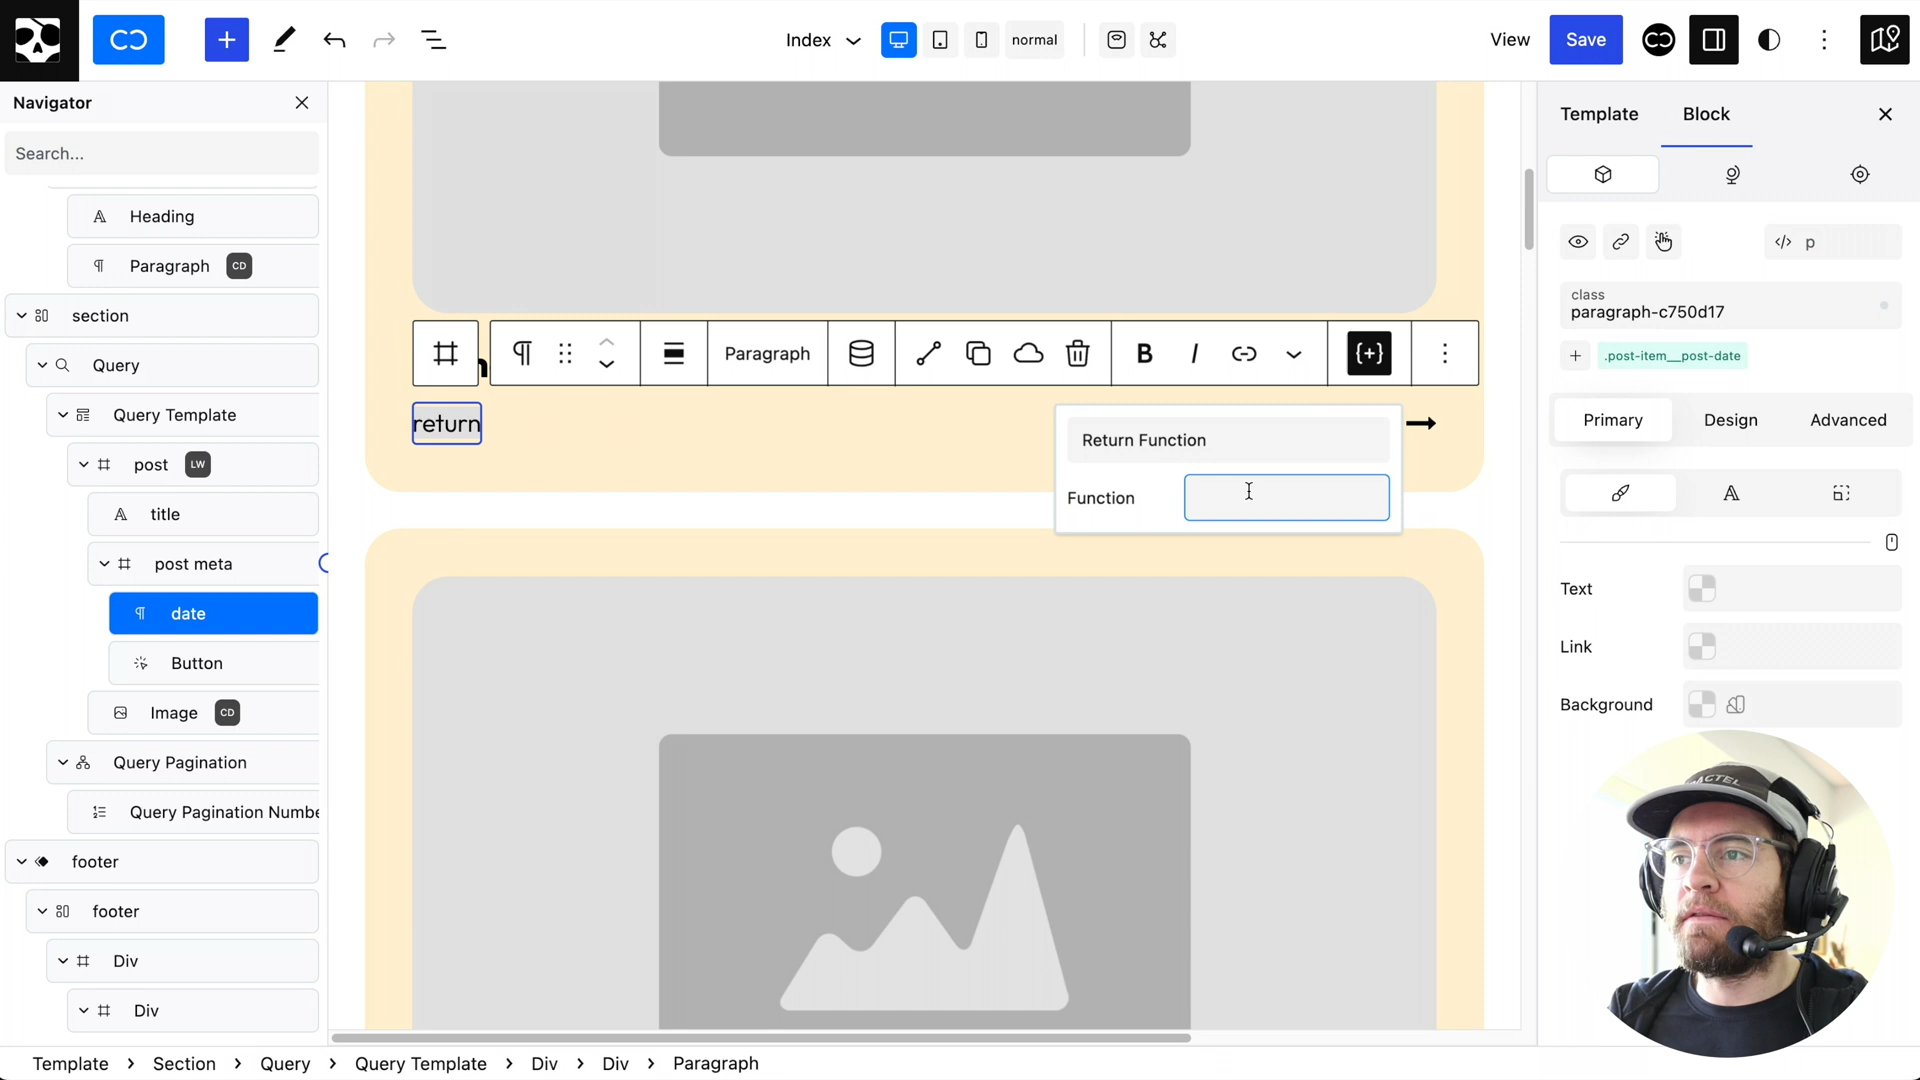 Index
normal
View
Save
Navigator
Search...
Heading
Paragraph CD
section
Query
Query Template
post LW
title
post meta
date
Button
Image CD
Query Pagination
Query Pagination Numbe
footer
footer
Div
Div
Paragraph
B I
{+}
return
Return Function
Function
Template Block
</> p
class
paragraph-c750d17
+ .post-item__post-date
Primary Design Advanced
Text
Link
Background
Template > Section > Query > Query Template > Div > Div > Paragraph